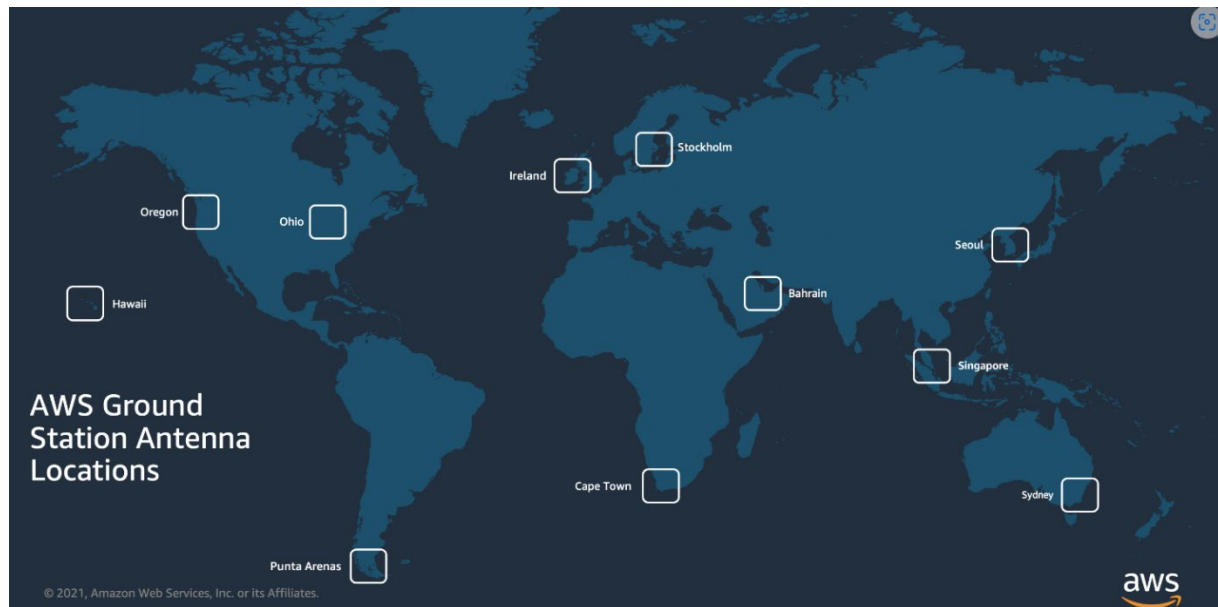 Stockholm
Ireland
Oregon
Ohio
Seoul
Hawaii
Bahrain
Singapore
AWS Ground
Station Antenna
Locations
Cape Town
Sydney
Punta Arenas
© 2021, Amazon Web Services, Inc. or its Affiliates.
aws